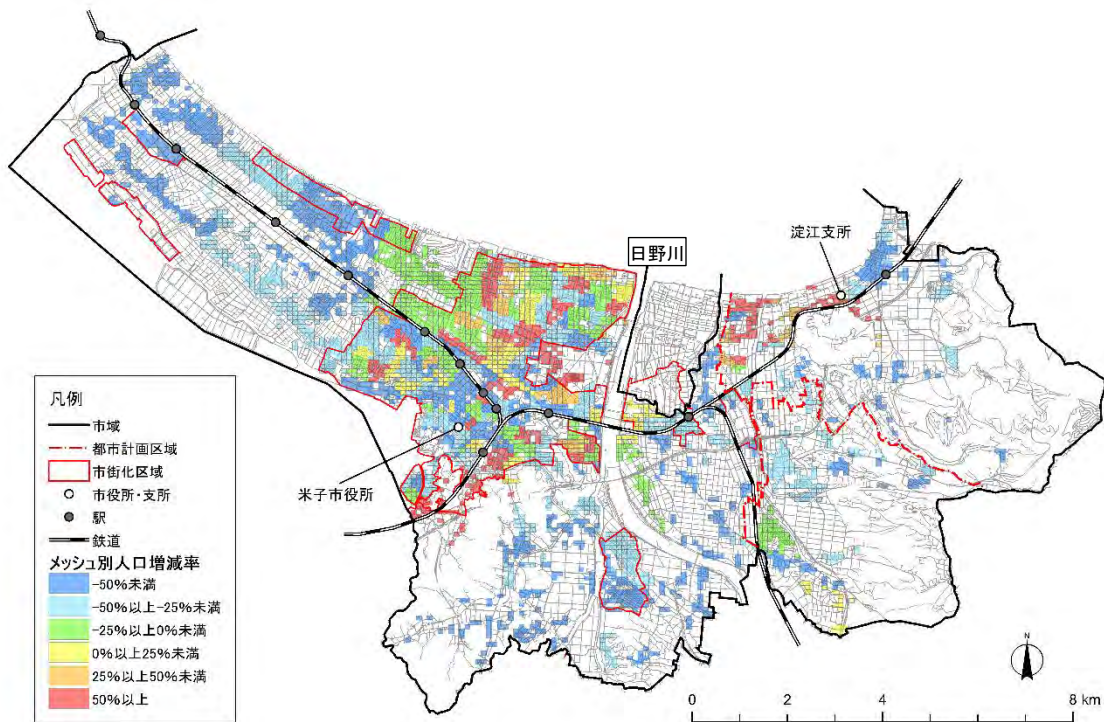 日野川
淀江支所
米子市役所
凡例
市域
都市計画区域
市街化区域
市役所・支所
駅
鉄道
メッシュ別人口増減率
-50%未満
-50%以上-25%未満
-25%以上0%未満
0%以上25%未満
25%以上50%未満
50%以上
N
0 2 4 8 km